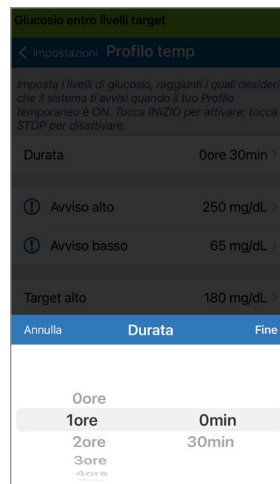 Glucosio entro livelli target
< Impostazioni Profilo temp
Imposta i livelli di glucosio, raggiunti i quali desideri
che il sistema ti avvisi quando il tuo Profilo
temporaneo è ON. Tocca INIZIO per attivare; tocca
STOP per disattivare.
Durata 0ore 30min >
Avviso alto 250 mg/dL >
Avviso basso 65 mg/dL >
Target alto 180 mg/dL >
Annulla Durata Fine
0ore
1ore 0min
2ore 30min
3ore
4ore